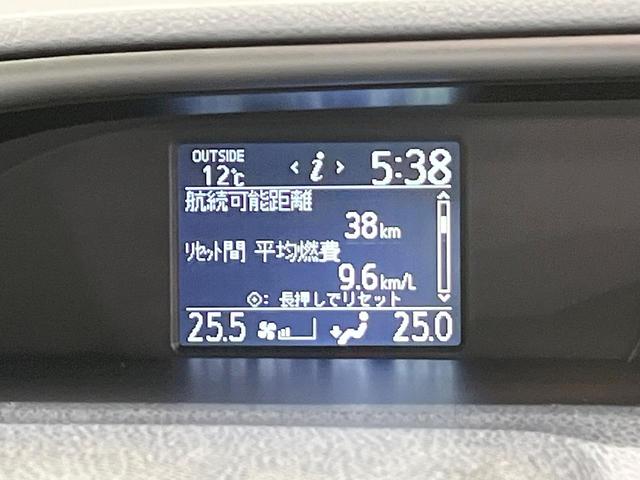 OUTSIDE
12℃
< i > 5:38
航続可能距離
38km
リセット間 平均燃費
9.6km/L
: 長押しでリセット
25.5 25.0